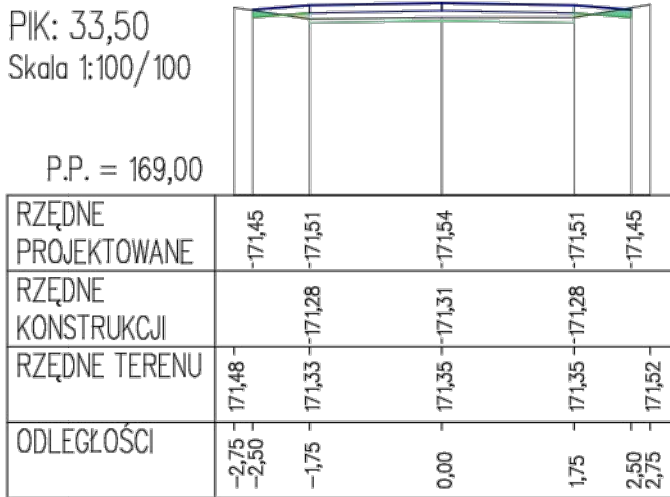 PIK: 33,50
Skala 1:100/100
P.P. = 169,00
RZĘDNE
PROJEKTOWANE
171,45 171,51 171,54 171,51 171,45
RZĘDNE
KONSTRUKCJI
171,28 171,31 171,28
RZĘDNE TERENU
171,48 171,33 171,35 171,35 171,52
ODLEGŁOŚCI
-2,75 -2,50 -1,75 0,00 1,75 2,50 2,75